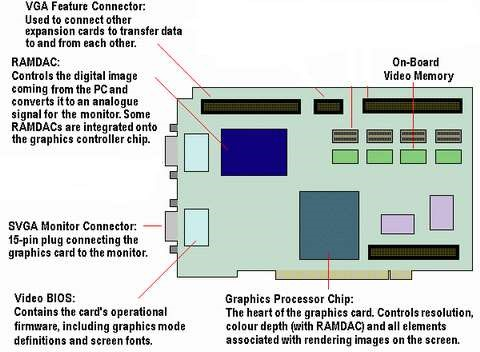 VGA Feature Connector:
Used to connect other
expansion cards to transfer data
to and from each other.
RAMDAC:
Controls the digital image
coming from the PC and
converts it to an analogue
signal for the monitor. Some
RAMDACs are integrated onto
the graphics controller chip.
On-Board
Video Memory
SVGA Monitor Connector:
15-pin plug connecting the
graphics card to the monitor.
Video BIOS:
Contains the card's operational
firmware, including graphics mode
definitions and screen fonts.
Graphics Processor Chip:
The heart of the graphics card. Controls resolution,
colour depth (with RAMDAC) and all elements
associated with rendering images on the screen.